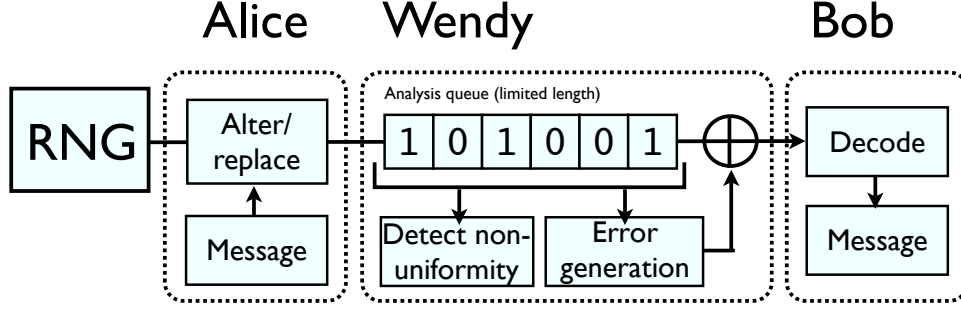 Alice
Wendy
Bob
RNG
Alter/
replace
Message
Analysis queue (limited length)
1 0 1 0 0 1
Detect non-
uniformity
Error
generation
Decode
Message